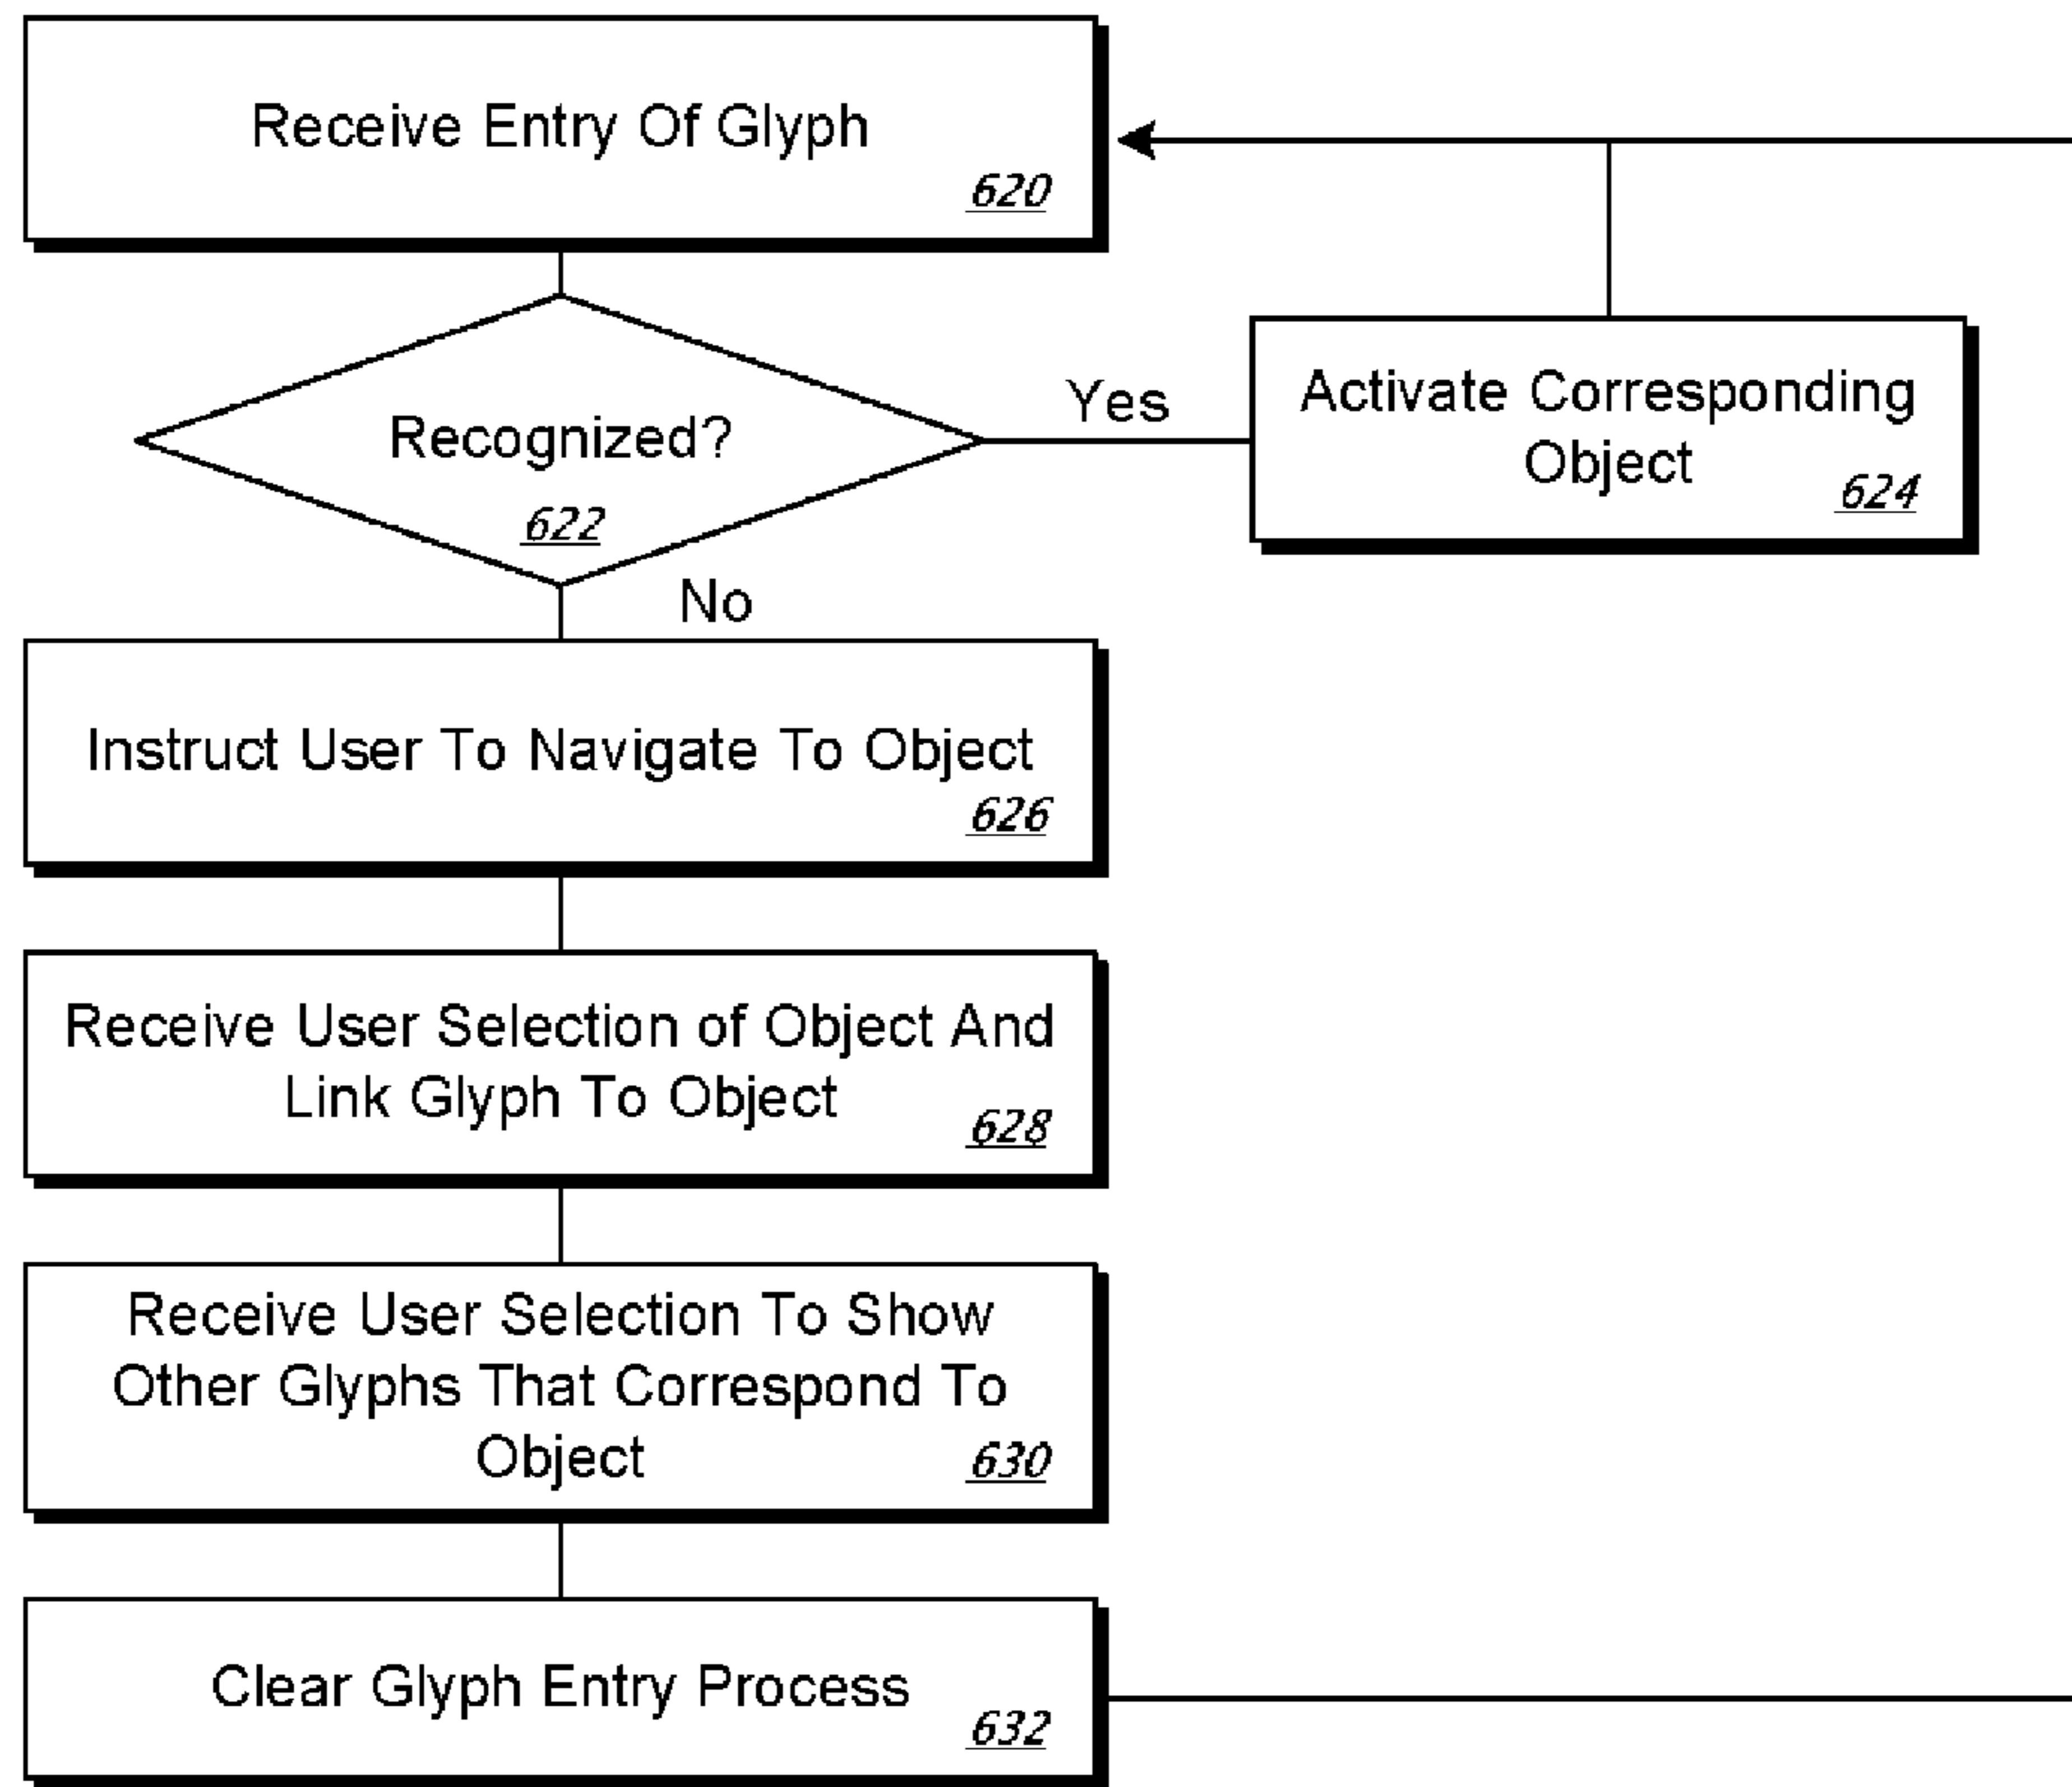 Receive Entry Of Glyph
620
Recognized?
622
Yes
Activate Corresponding
Object
624
No
Instruct User To Navigate To Object
626
Receive User Selection of Object And
Link Glyph To Object
628
Receive User Selection To Show
Other Glyphs That Correspond To
Object
630
Clear Glyph Entry Process
632